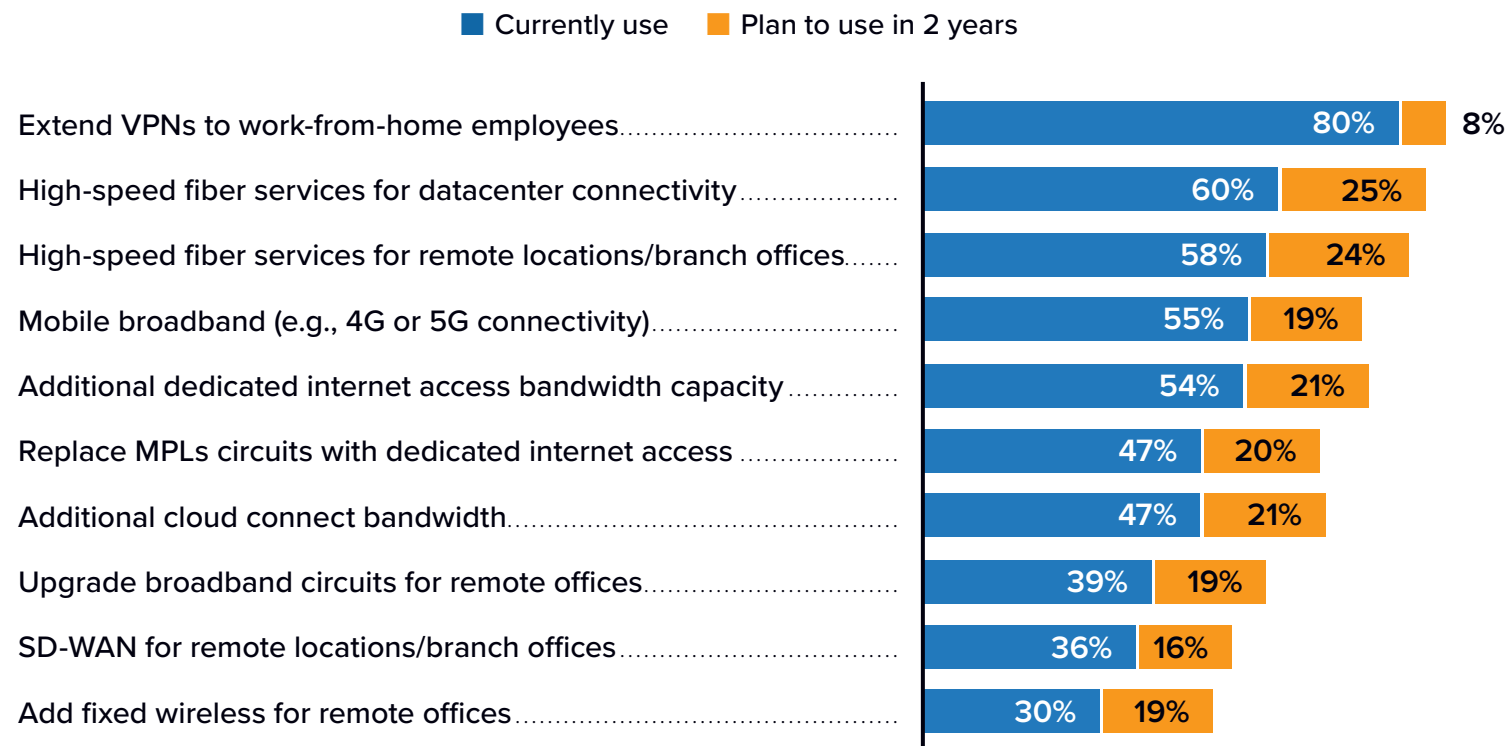 Currently use Plan to use in 2 years
Extend VPNs to work-from-home employees 80% 8%
High-speed fiber services for datacenter connectivity 60% 25%
High-speed fiber services for remote locations/branch offices 58% 24%
Mobile broadband (e.g., 4G or 5G connectivity) 55% 19%
Additional dedicated internet access bandwidth capacity 54% 21%
Replace MPLs circuits with dedicated internet access 47% 20%
Additional cloud connect bandwidth 47% 21%
Upgrade broadband circuits for remote offices 39% 19%
SD-WAN for remote locations/branch offices 36% 16%
Add fixed wireless for remote offices 30% 19%